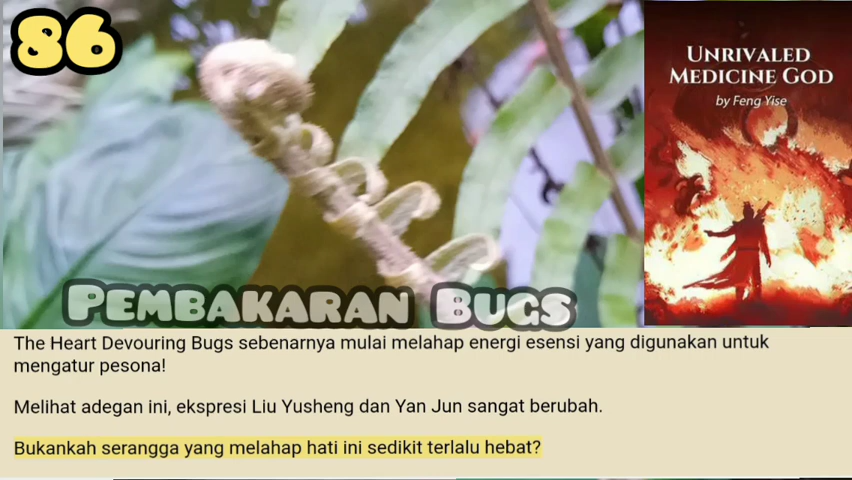 86
UNRIVALED
MEDICINE GOD
by Feng Yise
PEMBAKARAN BUGS
The Heart Devouring Bugs sebenarnya mulai melahap energi esensi yang digunakan untuk
mengatur pesona!
Melihat adegan ini, ekspresi Liu Yusheng dan Yan Jun sangat berubah.
Bukankah serangga yang melahap hati ini sedikit terlalu hebat?